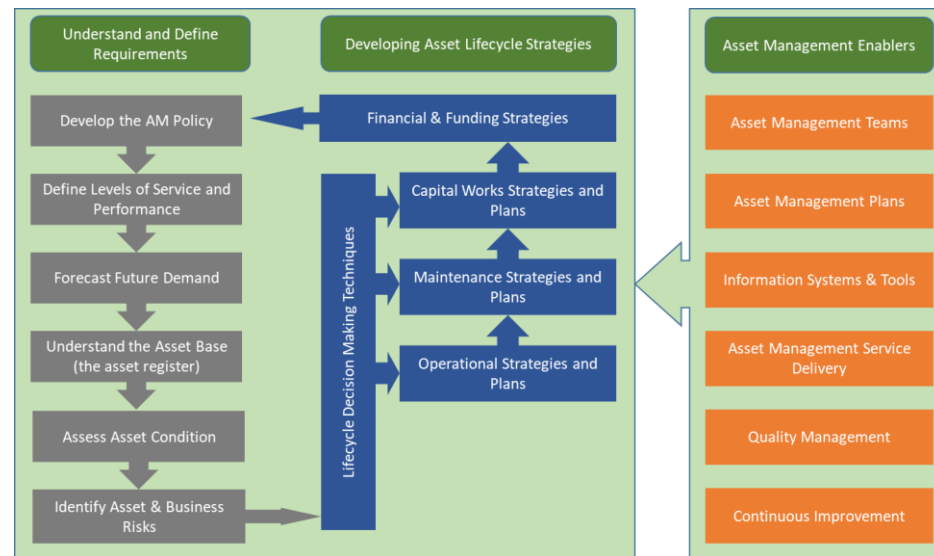 Understand and Define
Requirements
Developing Asset Lifecycle Strategies
Asset Management Enablers
Develop the AM Policy
Define Levels of Service and
Performance
Forecast Future Demand
Understand the Asset Base
(the asset register)
Assess Asset Condition
Identify Asset & Business
Risks
Lifecycle Decision Making Techniques
Financial & Funding Strategies
Capital Works Strategies and
Plans
Maintenance Strategies and
Plans
Operational Strategies and
Plans
Asset Management Teams
Asset Management Plans
Information Systems & Tools
Asset Management Service
Delivery
Quality Management
Continuous Improvement